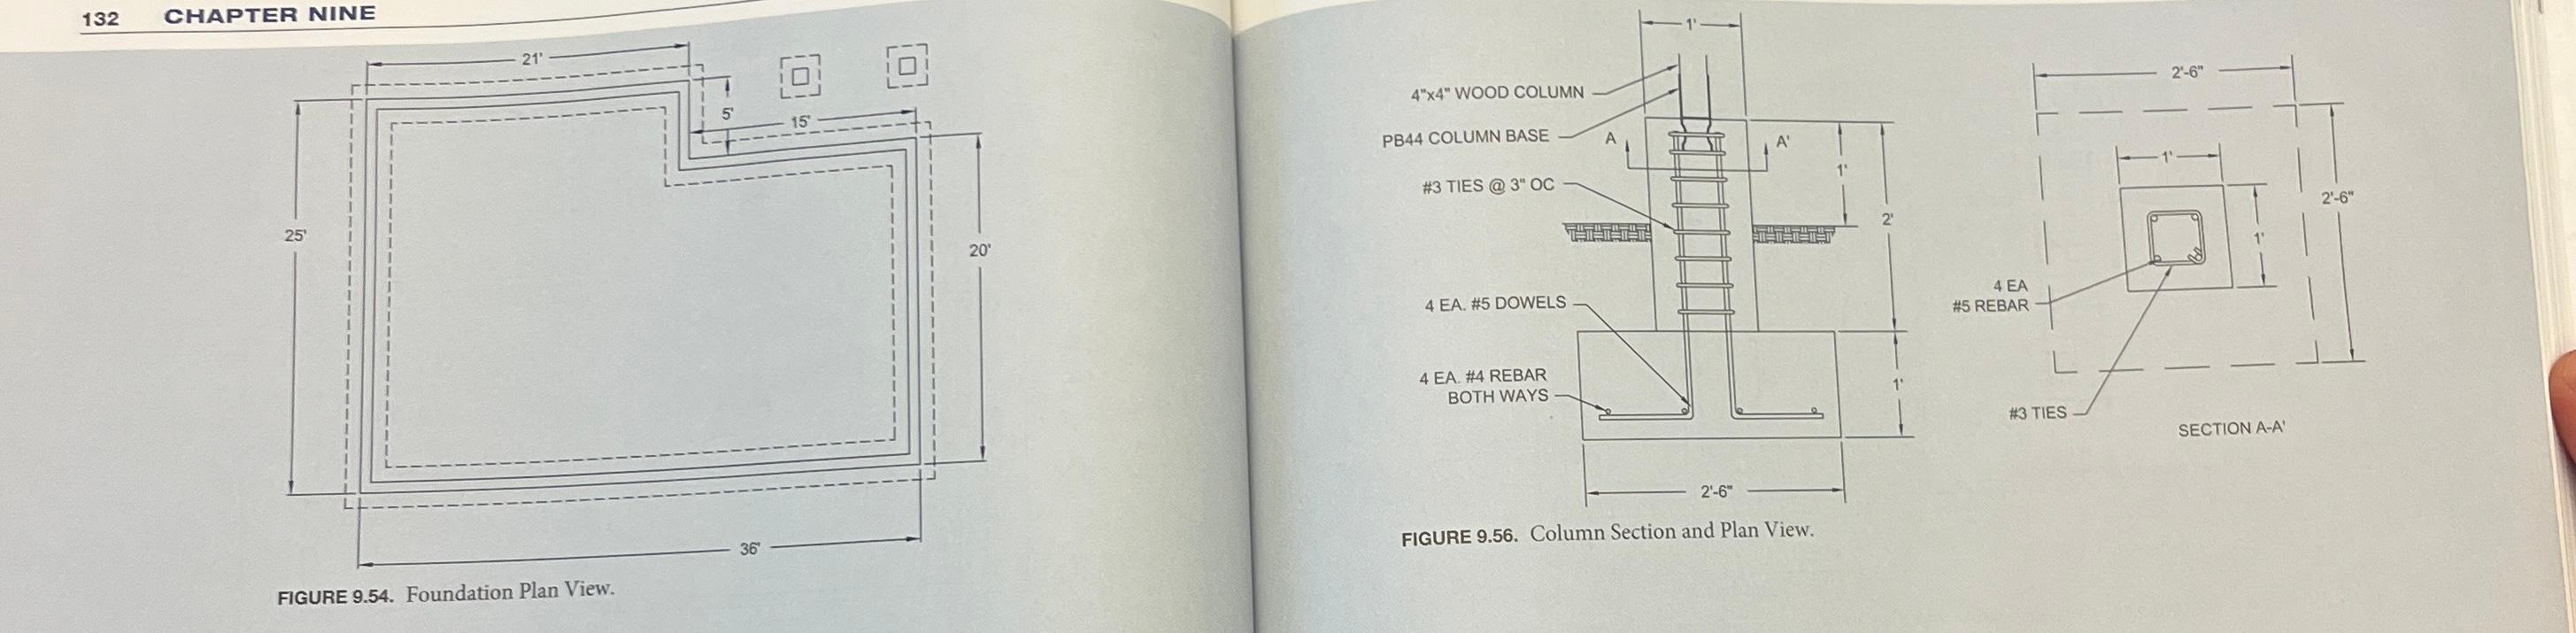 132 CHAPTER NINE
21'
5'
15'
25'
20'
36'
FIGURE 9.54. Foundation Plan View.
1'
4"x4" WOOD COLUMN
PB44 COLUMN BASE
A
A'
#3 TIES @ 3" OC
1'
2'
4 EA. #5 DOWELS
4 EA. #4 REBAR
BOTH WAYS
1'
2'-6"
FIGURE 9.56. Column Section and Plan View.
2'-6"
1'
2'-6"
1'
4 EA
#5 REBAR
#3 TIES
SECTION A-A'